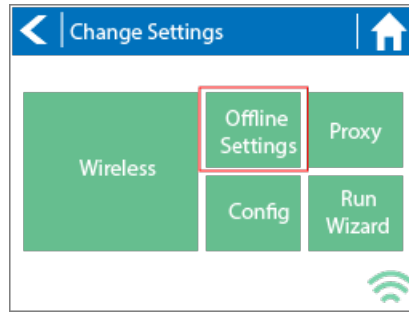 Change Settings
Wireless
Offline
Settings
Proxy
Config
Run
Wizard